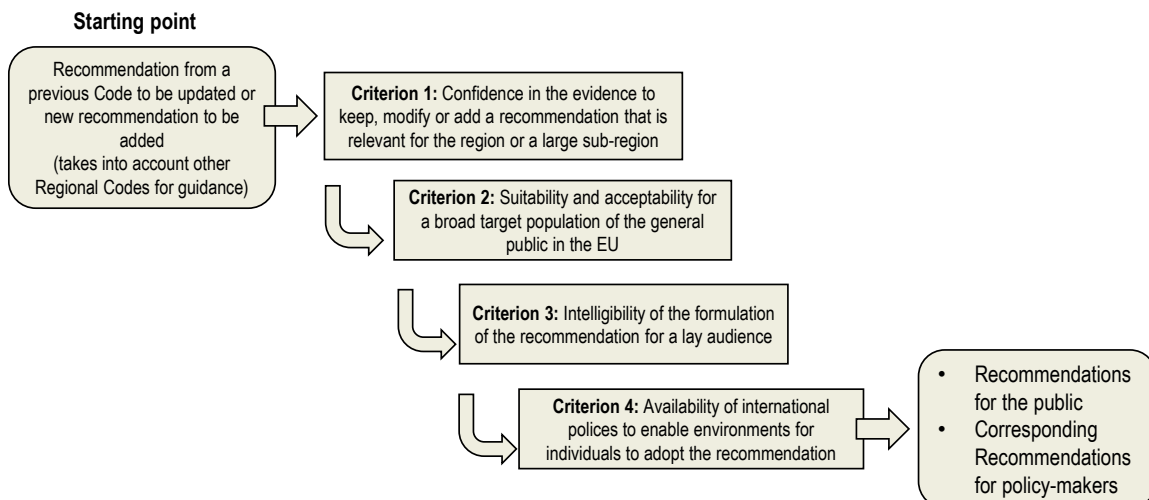 Starting point
Recommendation from a
previous Code to be updated or
new recommendation to be
added
(takes into account other
Regional Codes for guidance)
Criterion 1: Confidence in the evidence to
keep, modify or add a recommendation that is
relevant for the region or a large sub-region
Criterion 2: Suitability and acceptability for
a broad target population of the general
public in the EU
Criterion 3: Intelligibility of the formulation
of the recommendation for a lay audience
Criterion 4: Availability of international
polices to enable environments for
individuals to adopt the recommendation
• Recommendations
for the public
• Corresponding
Recommendations
for policy-makers